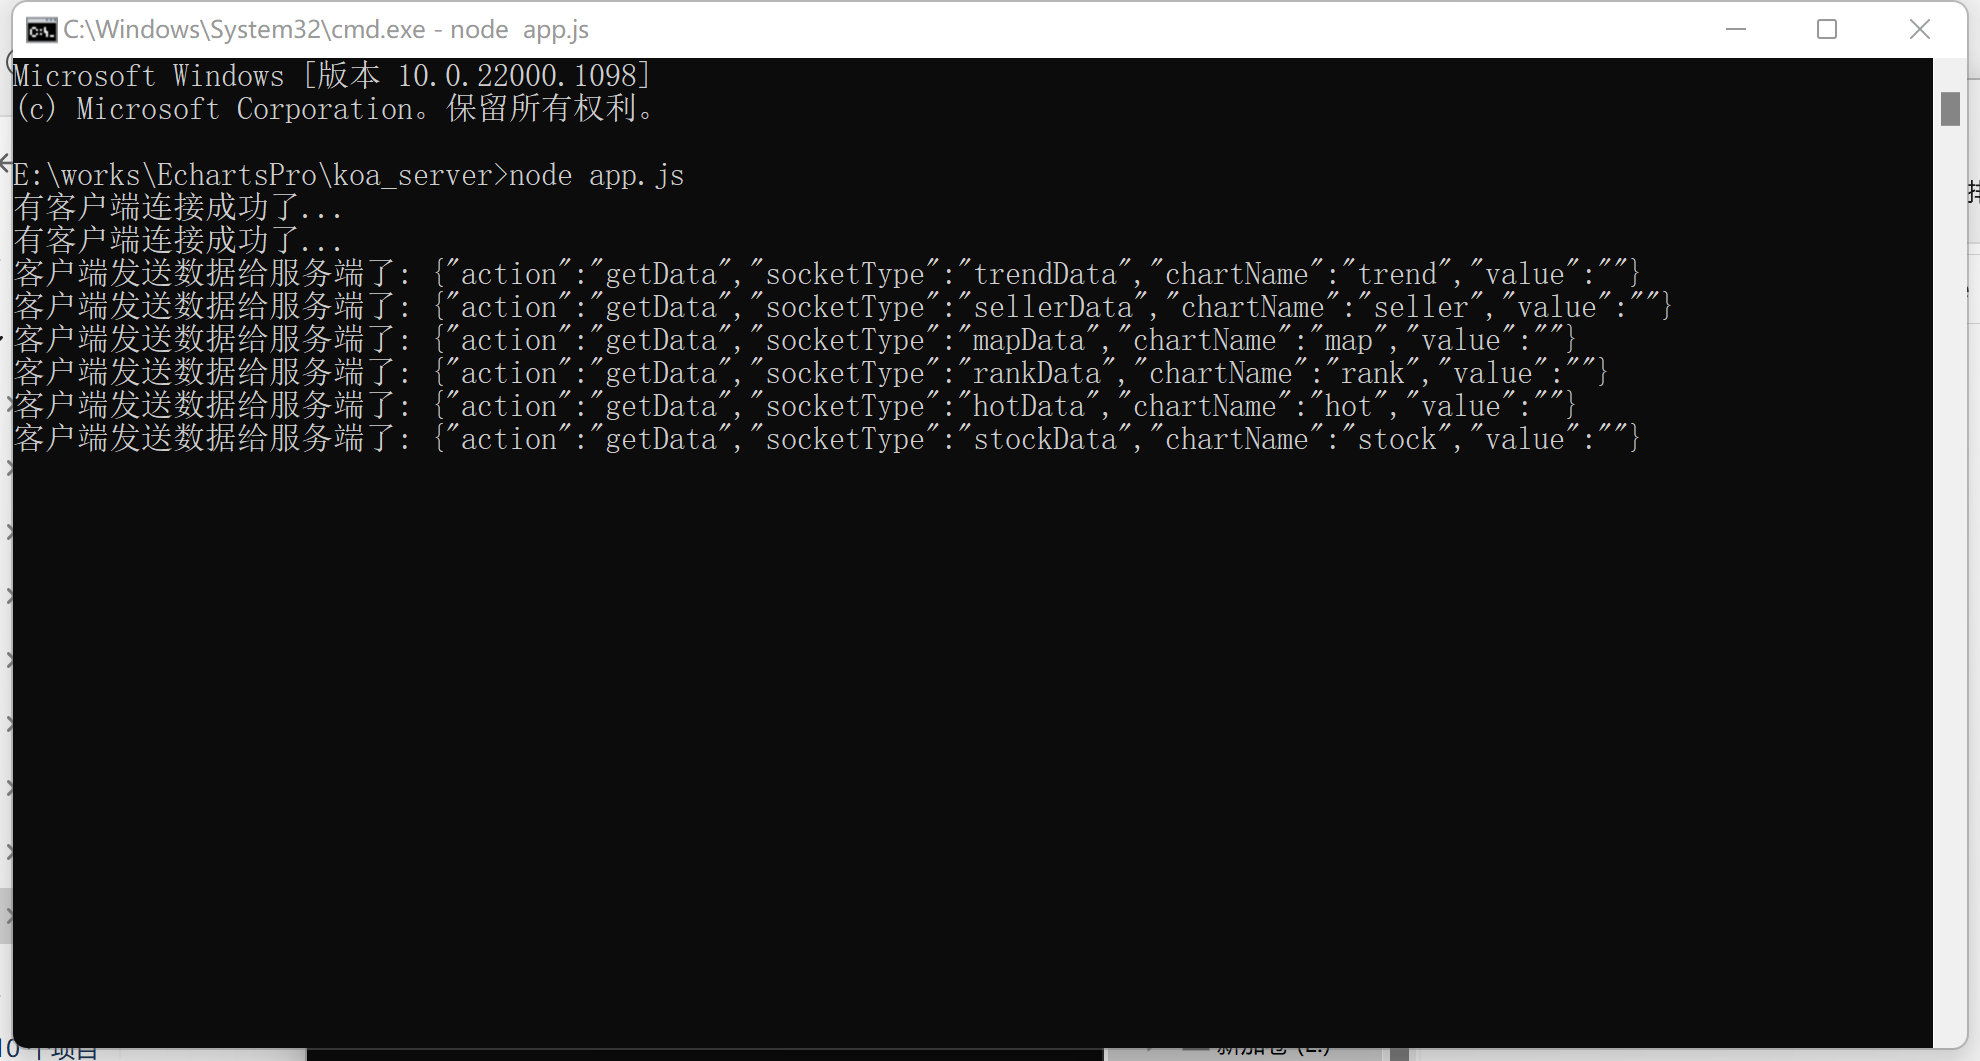 C:\Windows\System32\cmd.exe - node  app.js
Microsoft Windows [版本 10.0.22000.1098]
(c) Microsoft Corporation。保留所有权利。
E:\works\EchartsPro\koa_server>node app.js
有客户端连接成功了...
有客户端连接成功了...
客户端发送数据给服务端了: {"action":"getData","socketType":"trendData","chartName":"trend","value":""}
客户端发送数据给服务端了: {"action":"getData","socketType":"sellerData","chartName":"seller","value":""}
客户端发送数据给服务端了: {"action":"getData","socketType":"mapData","chartName":"map","value":""}
客户端发送数据给服务端了: {"action":"getData","socketType":"rankData","chartName":"rank","value":""}
客户端发送数据给服务端了: {"action":"getData","socketType":"hotData","chartName":"hot","value":""}
客户端发送数据给服务端了: {"action":"getData","socketType":"stockData","chartName":"stock","value":""}
10 个项目